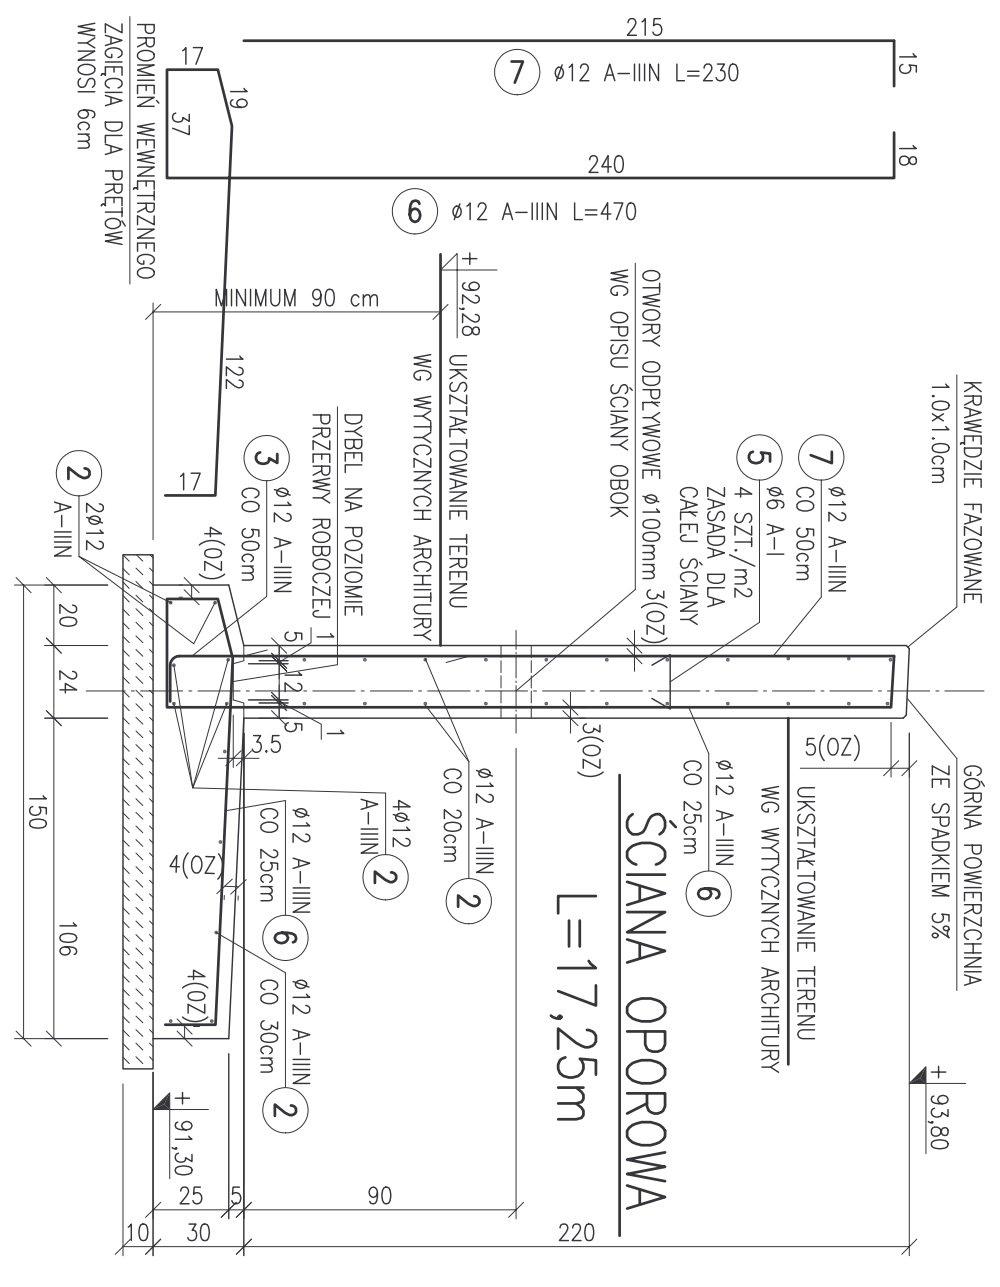 215
15
⑦ ø12 A-IIIN L=230
18
240
⑥ ø12 A-IIIN L=470
17
19
37
122
17
PROMIEŃ WEWNĘTRZNEGO
ZAGIĘCIA DLA PRĘTÓW
WYNOSI 6cm
MINIMUM 90 cm
+ 92,28
UKSZTAŁTOWANIE TERENU
WG WYTYCZNYCH ARCHITURY
OTWORY ODPŁYWOWE ø100mm
WG OPISU ŚCIANY OBOK
KRAWĘDZIE FAZOWANE
1.0x1.0cm
⑦ ø12 A-IIIN
CO 50cm
⑤ ø6 A-I
4 SZT./m2
ZASADA DLA
CAŁEJ ŚCIANY
DYBEL NA POZIOMIE
PRZERWY ROBOCZEJ
③ ø12 A-IIIN
CO 50cm
② 2ø12
A-IIIN
4(OZ)
3(OZ)
5
1
12
1
5
3.5
3(OZ)
5(OZ)
GÓRNA POWIERZCHNIA
ZE SPADKIEM 5%
UKSZTAŁTOWANIE TERENU
WG WYTYCZNYCH ARCHITURY
ø12 A-IIIN
CO 25cm
⑥
ø12 A-IIIN
CO 20cm
②
4ø12
A-IIIN
②
ø12 A-IIIN
CO 25cm
⑥
ø12 A-IIIN
CO 30cm
②
4(OZ)
4(OZ)
20
24
106
150
ŚCIANA OPOROWA
L=17,25m
+ 93,80
+ 91,30
25
5
90
10
30
220